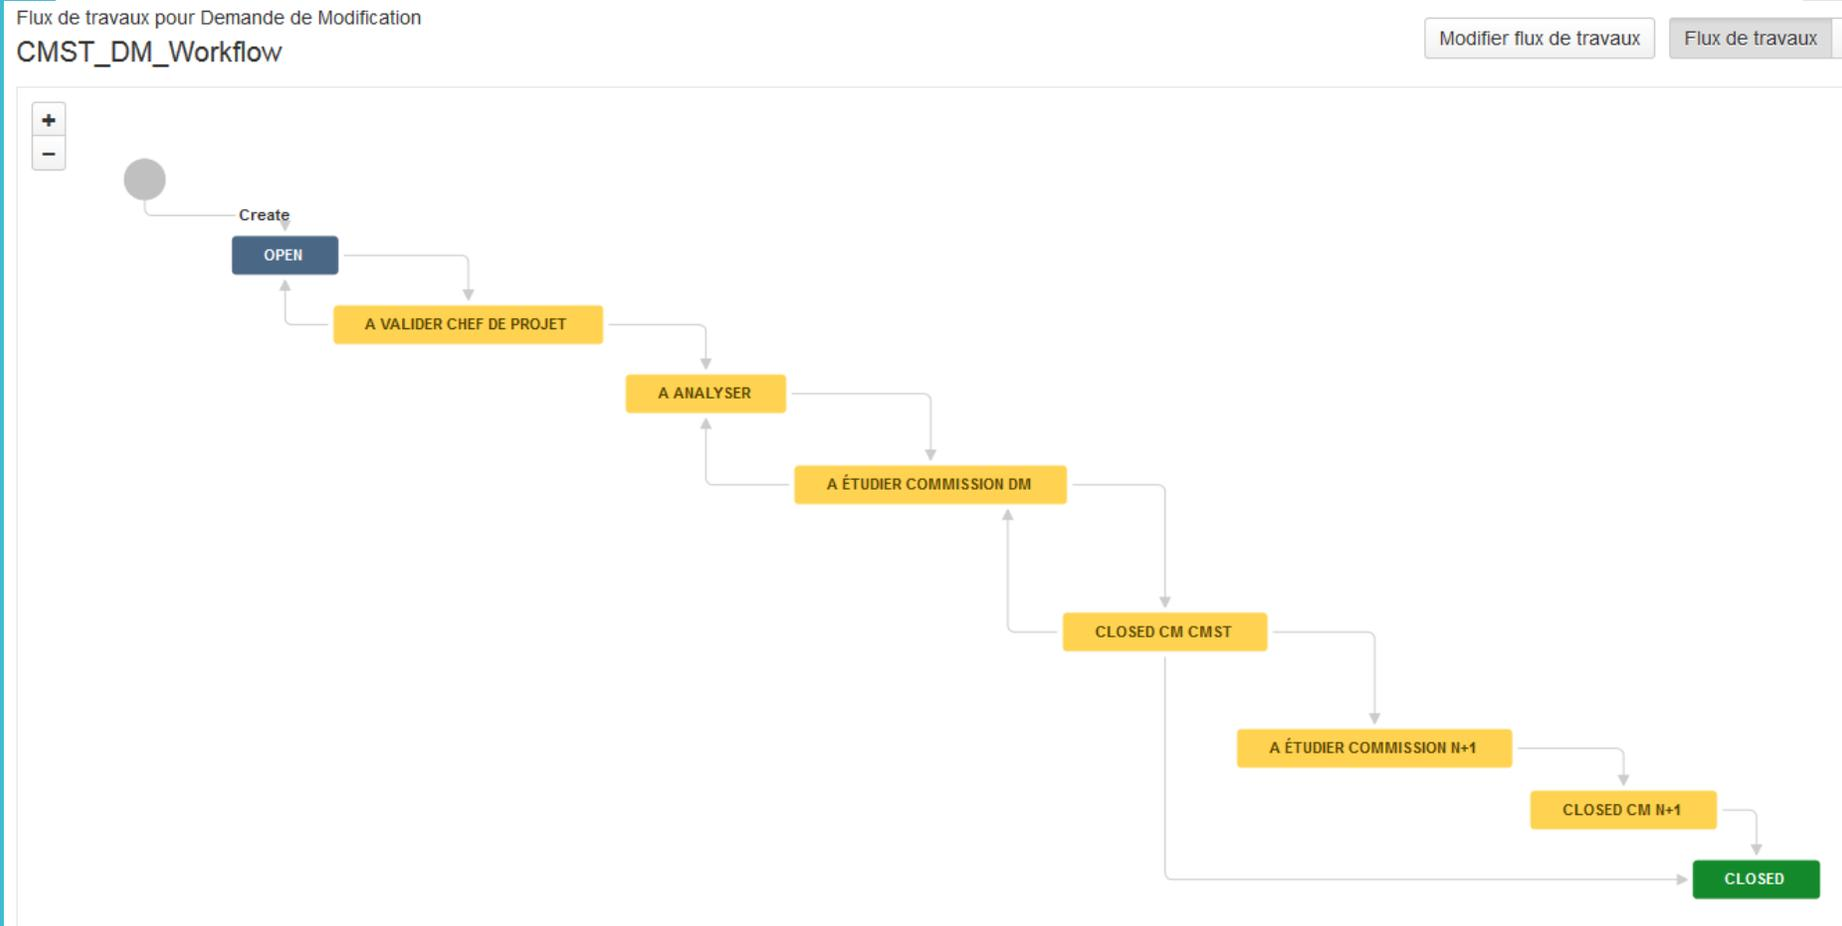 Flux de travaux pour Demande de Modification
CMST_DM_Workflow
Modifier flux de travaux
Flux de travaux
+
−
Create
OPEN
A VALIDER CHEF DE PROJET
A ANALYSER
A ÉTUDIER COMMISSION DM
CLOSED CM CMST
A ÉTUDIER COMMISSION N+1
CLOSED CM N+1
CLOSED